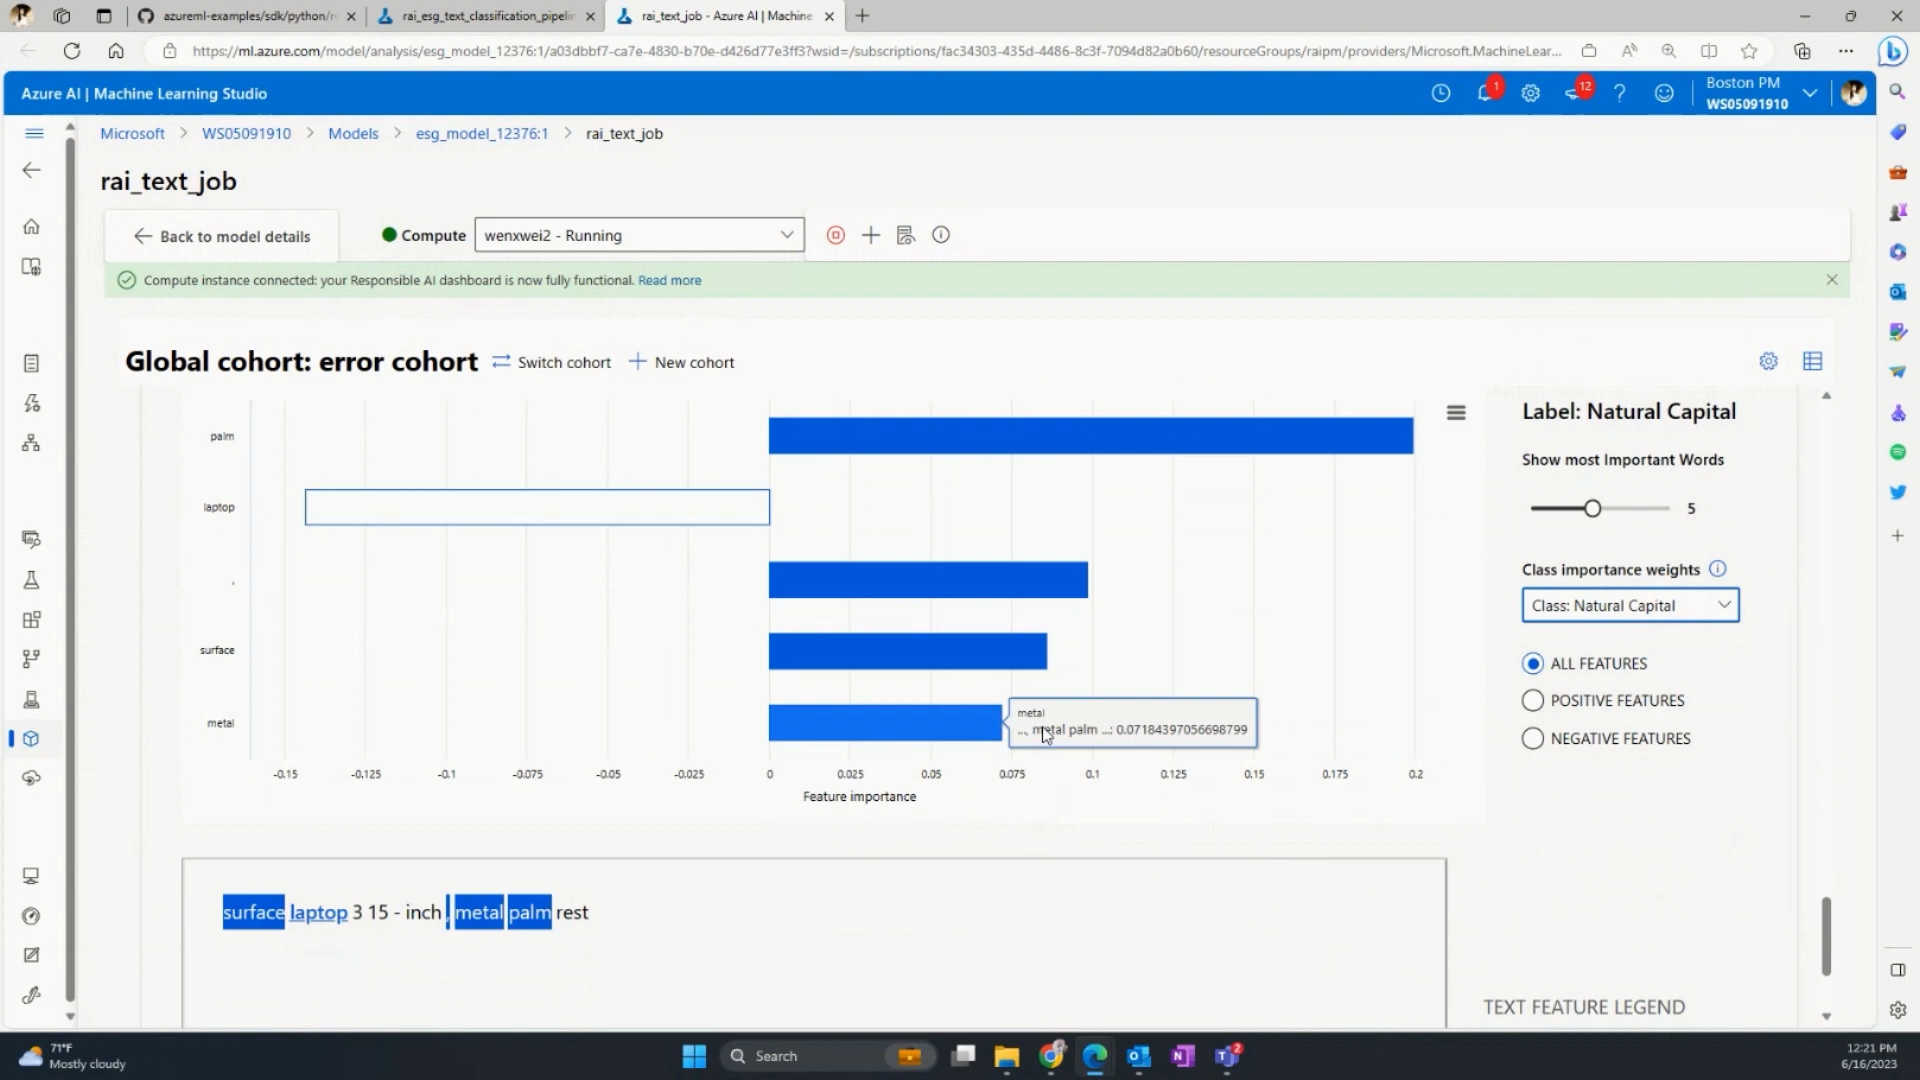 azureml-examples/sdk/python/re
rai_esg_text_classification_pipelin
rai_text_job - Azure AI | Machine
https://ml.azure.com/model/analysis/esg_model_12376:1/a03dbbf7-ca7e-4830-b70e-d426d77e3ff3?wsid=/subscriptions/fac34303-435d-4486-8c3f-7094d82a0b60/resourceGroups/raipm/providers/Microsoft.MachineLear...
Azure AI | Machine Learning Studio
1
12
Boston PM
WS05091910
Microsoft > WS05091910 > Models > esg_model_12376:1 > rai_text_job
rai_text_job
Back to model details
Compute
wenxwei2 - Running
Compute instance connected: your Responsible AI dashboard is now fully functional. Read more
Global cohort: error cohort
Switch cohort
New cohort
palm
laptop
,
surface
metal
metal
..., metal palm ...: 0.07184397056698799
-0.15 -0.125 -0.1 -0.075 -0.05 -0.025 0 0.025 0.05 0.075 0.1 0.125 0.15 0.175 0.2
Feature importance
Label: Natural Capital
Show most Important Words
5
Class importance weights
Class: Natural Capital
ALL FEATURES
POSITIVE FEATURES
NEGATIVE FEATURES
surface laptop 3 15 - inch , metal palm rest
TEXT FEATURE LEGEND
71°F
Mostly cloudy
Search
2
12:21 PM
6/16/2023